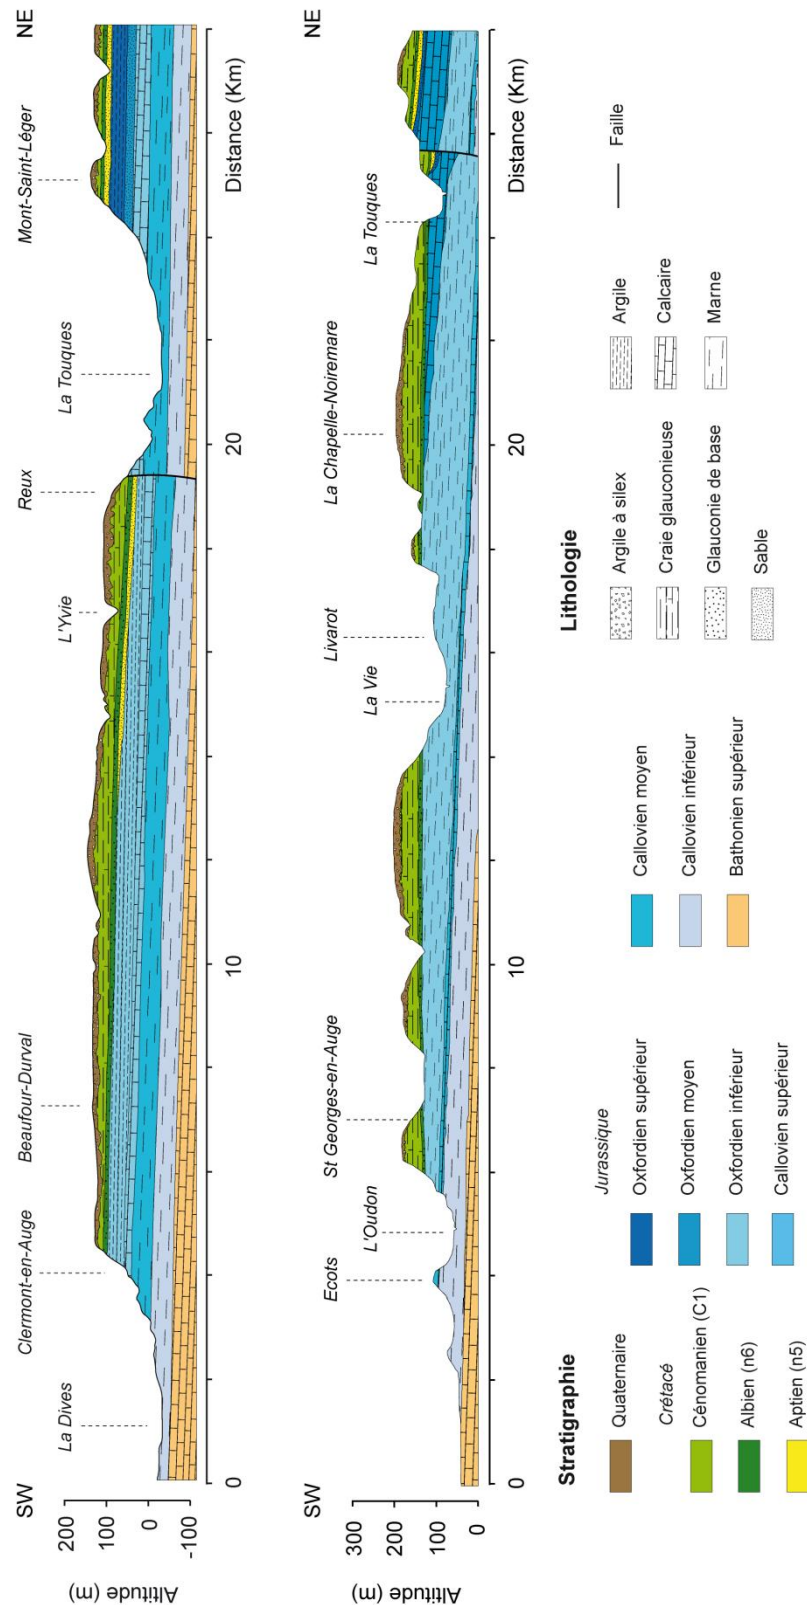 SW
NE
La Dives
Clermont-en-Auge
Beaufour-Durval
L'Yvie
Reux
La Touques
Mont-Saint-Léger
Altitude (m)
200
100
0
-100
0
10
20
Distance (Km)
SW
NE
Ecots
L'Oudon
St Georges-en-Auge
La Vie
Livarot
La Chapelle-Noiremare
La Touques
Altitude (m)
300
200
100
0
0
10
20
Distance (Km)
Stratigraphie
Quaternaire
Crétacé
Cénomanien (C1)
Albien (n6)
Aptien (n5)
Jurassique
Oxfordien supérieur
Oxfordien moyen
Oxfordien inférieur
Callovien supérieur
Callovien moyen
Callovien inférieur
Bathonien supérieur
Lithologie
Argile à silex
Craie glauconieuse
Glauconie de base
Sable
Argile
Calcaire
Marne
Faille